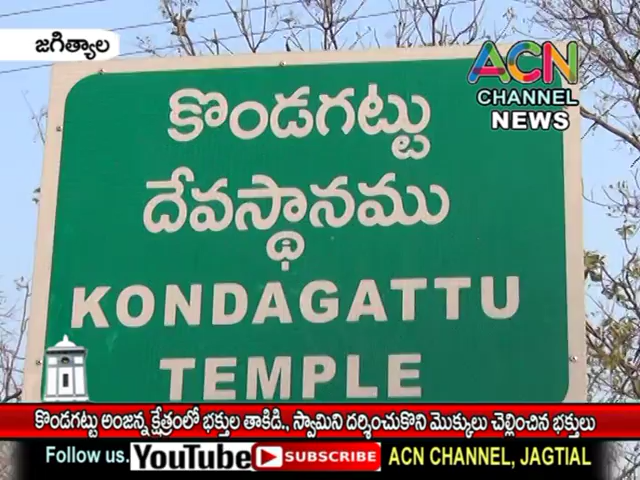 జగిత్యాల
ACN
CHANNEL
NEWS
కొండగట్టు
దేవస్థానము
KONDAGATTU
TEMPLE
కొండగట్టు అంజన్న క్షేత్రంలో భక్తుల తాకిడి., స్వామిని దర్శించుకొని మొక్కులు చెల్లించిన భక్తులు
Follow us. YouTube SUBSCRIBE ACN CHANNEL, JAGTIAL